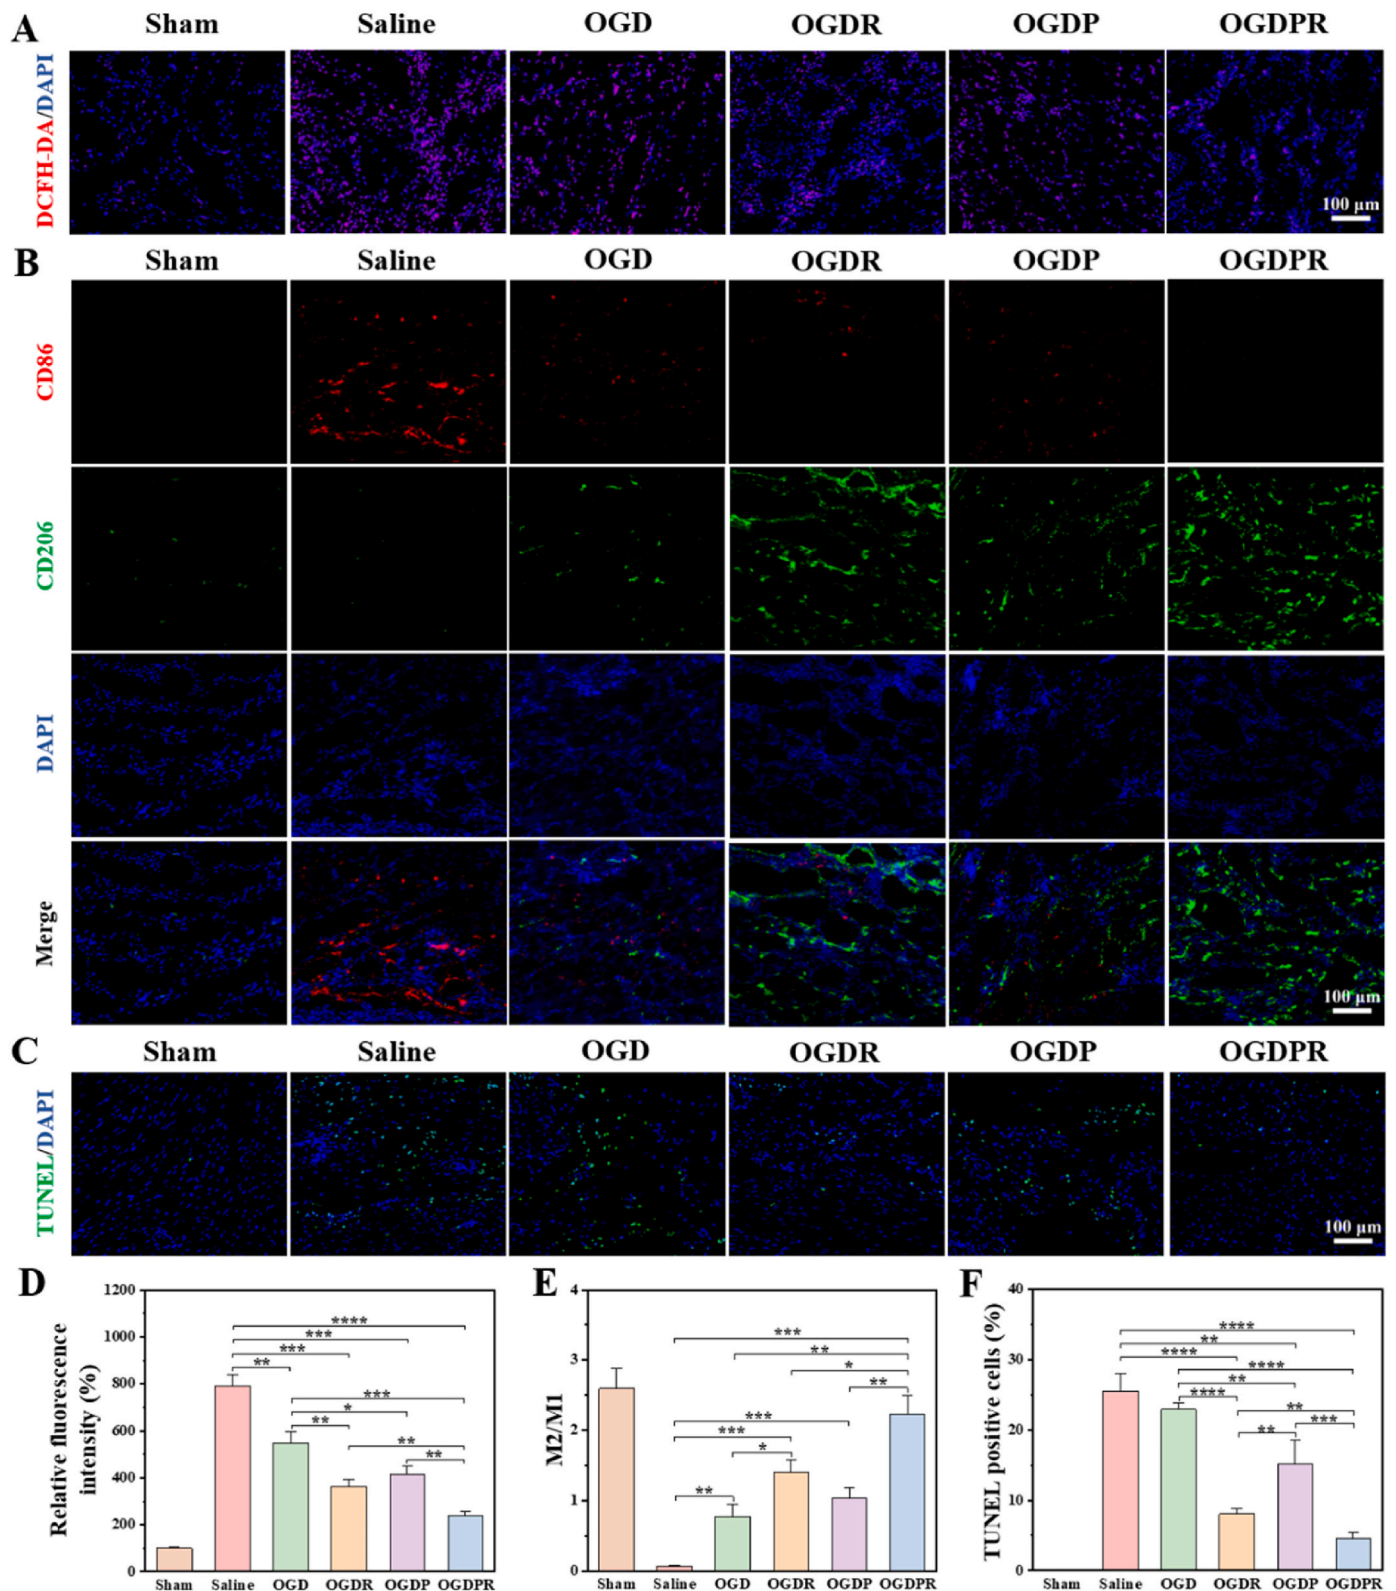 A
Sham Saline OGD OGDR OGDP OGDPR
DCFH-DA/DAPI
100 μm
B
Sham Saline OGD OGDR OGDP OGDPR
CD86
CD206
DAPI
Merge
100 μm
C
Sham Saline OGD OGDR OGDP OGDPR
TUNEL/DAPI
100 μm
D
Relative fluorescence
intensity (%)
1200
1000
800
600
400
200
0
****
***
***
**
***
*
**
**
**
Sham Saline OGD OGDR OGDP OGDPR
E
M2/M1
4
3
2
1
0
***
**
*
**
***
***
*
**
Sham Saline OGD OGDR OGDP OGDPR
F
TUNEL positive cells (%)
40
30
20
10
0
****
**
****
****
**
****
**
***
**
Sham Saline OGD OGDR OGDP OGDPR